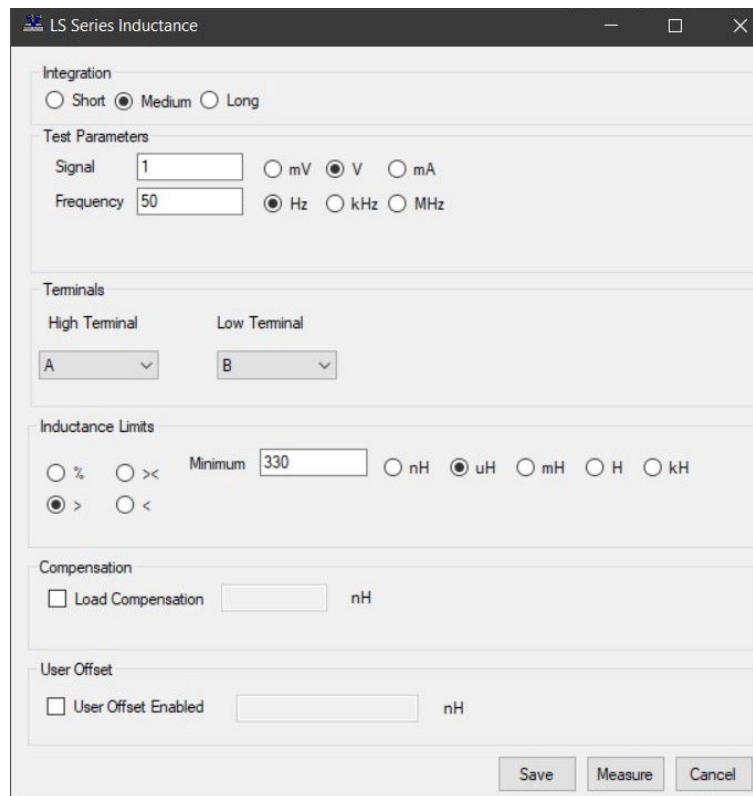 LS Series Inductance
Integration
Short Medium Long
Test Parameters
Signal 1 mV V mA
Frequency 50 Hz kHz MHz
Terminals
High Terminal Low Terminal
A B
Inductance Limits
% >< Minimum 330 nH uH mH H kH
> <
Compensation
Load Compensation nH
User Offset
User Offset Enabled nH
Save Measure Cancel